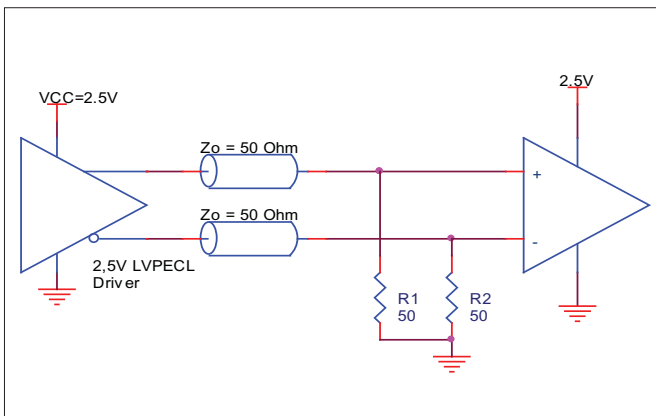 VCC=2.5V
2.5V
Zo = 50 Ohm
+
Zo = 50 Ohm
-
2,5V LVPECL
Driver
R1
50
R2
50